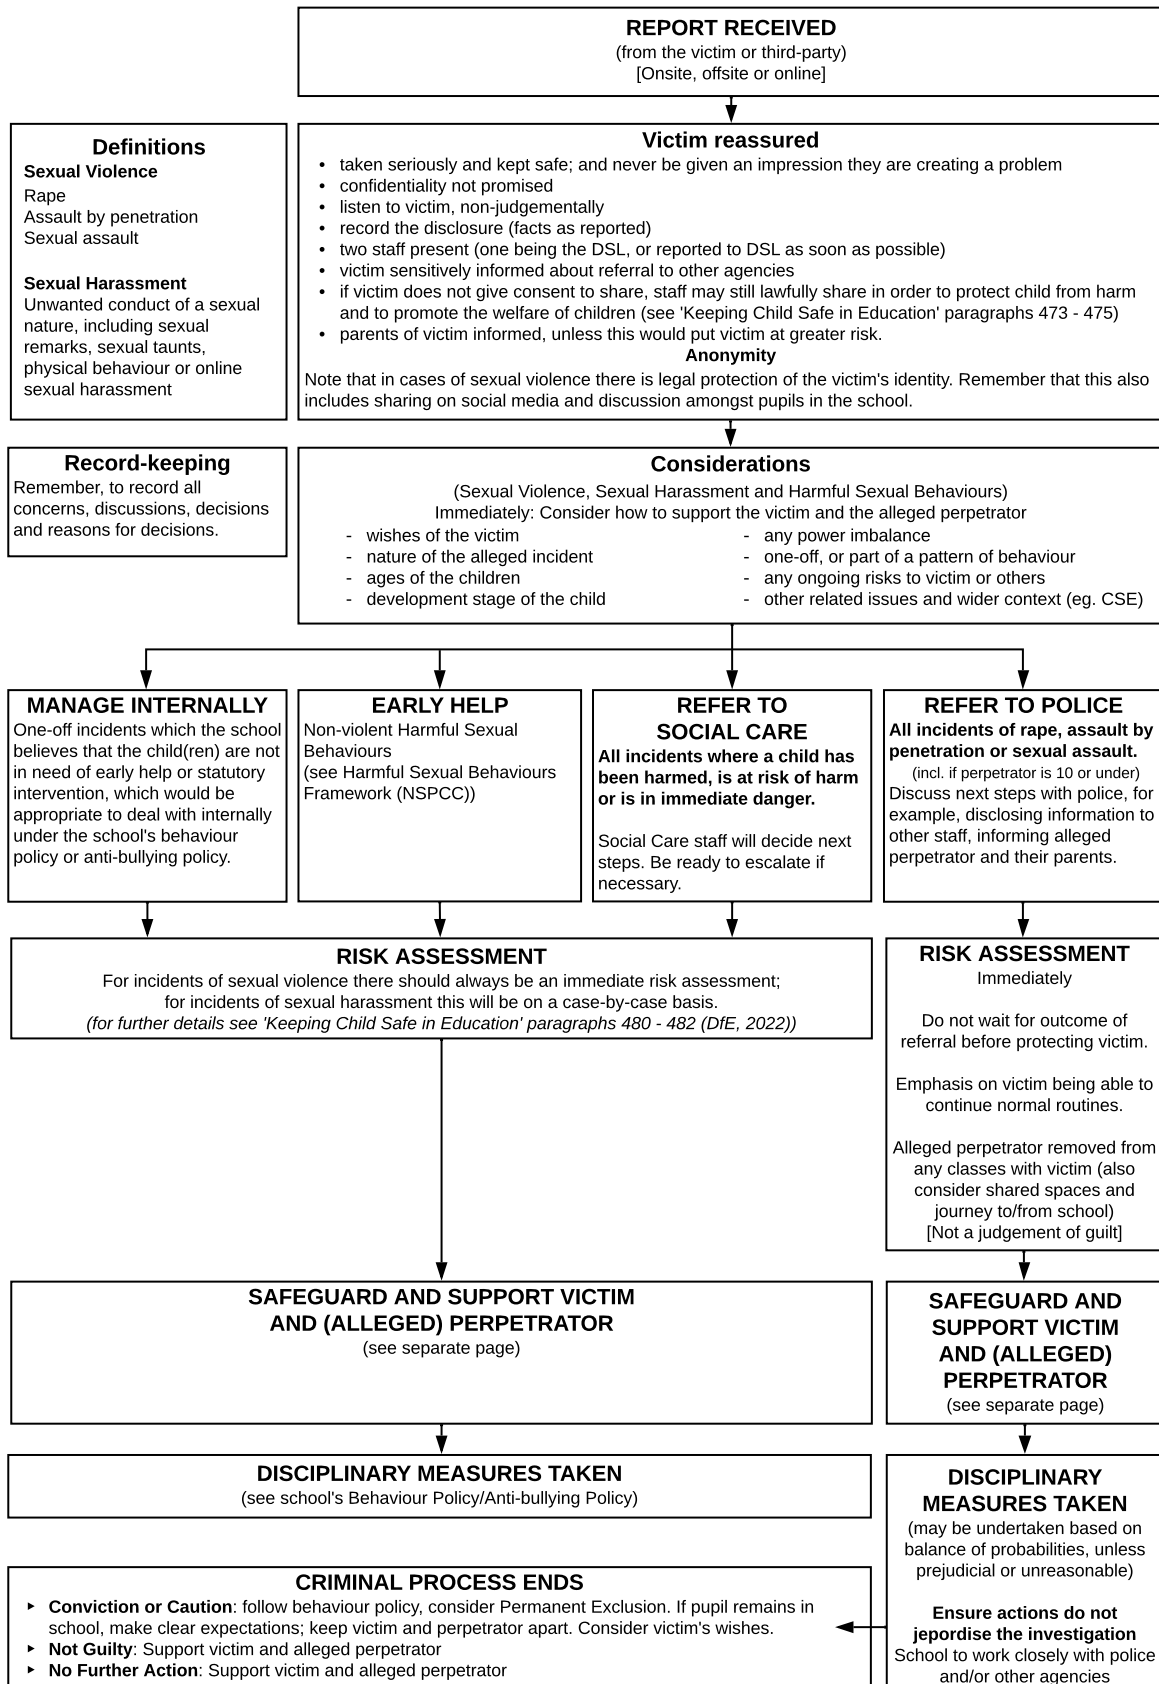 REPORT RECEIVED
(from the victim or third-party)
[Onsite, offsite or online]
Definitions
Sexual Violence
Rape
Assault by penetration
Sexual assault
Sexual Harassment
Unwanted conduct of a sexual
nature, including sexual
remarks, sexual taunts,
physical behaviour or online
sexual harassment
Victim reassured
• taken seriously and kept safe; and never be given an impression they are creating a problem
• confidentiality not promised
• listen to victim, non-judgementally
• record the disclosure (facts as reported)
• two staff present (one being the DSL, or reported to DSL as soon as possible)
• victim sensitively informed about referral to other agencies
• if victim does not give consent to share, staff may still lawfully share in order to protect child from harm
and to promote the welfare of children (see 'Keeping Child Safe in Education' paragraphs 473 - 475)
• parents of victim informed, unless this would put victim at greater risk.
Anonymity
Note that in cases of sexual violence there is legal protection of the victim's identity. Remember that this also
includes sharing on social media and discussion amongst pupils in the school.
Record-keeping
Remember, to record all
concerns, discussions, decisions
and reasons for decisions.
Considerations
(Sexual Violence, Sexual Harassment and Harmful Sexual Behaviours)
Immediately: Consider how to support the victim and the alleged perpetrator
- wishes of the victim
- nature of the alleged incident
- ages of the children
- development stage of the child
- any power imbalance
- one-off, or part of a pattern of behaviour
- any ongoing risks to victim or others
- other related issues and wider context (eg. CSE)
MANAGE INTERNALLY
One-off incidents which the school
believes that the child(ren) are not
in need of early help or statutory
intervention, which would be
appropriate to deal with internally
under the school's behaviour
policy or anti-bullying policy.
EARLY HELP
Non-violent Harmful Sexual
Behaviours
(see Harmful Sexual Behaviours
Framework (NSPCC))
REFER TO
SOCIAL CARE
All incidents where a child has
been harmed, is at risk of harm
or is in immediate danger.
Social Care staff will decide next
steps. Be ready to escalate if
necessary.
REFER TO POLICE
All incidents of rape, assault by
penetration or sexual assault.
(incl. if perpetrator is 10 or under)
Discuss next steps with police, for
example, disclosing information to
other staff, informing alleged
perpetrator and their parents.
RISK ASSESSMENT
For incidents of sexual violence there should always be an immediate risk assessment;
for incidents of sexual harassment this will be on a case-by-case basis.
(for further details see 'Keeping Child Safe in Education' paragraphs 480 - 482 (DfE, 2022))
RISK ASSESSMENT
Immediately
Do not wait for outcome of
referral before protecting victim.
Emphasis on victim being able to
continue normal routines.
Alleged perpetrator removed from
any classes with victim (also
consider shared spaces and
journey to/from school)
[Not a judgement of guilt]
SAFEGUARD AND SUPPORT VICTIM
AND (ALLEGED) PERPETRATOR
(see separate page)
SAFEGUARD AND
SUPPORT VICTIM
AND (ALLEGED)
PERPETRATOR
(see separate page)
DISCIPLINARY MEASURES TAKEN
(see school's Behaviour Policy/Anti-bullying Policy)
DISCIPLINARY
MEASURES TAKEN
(may be undertaken based on
balance of probabilities, unless
prejudicial or unreasonable)
Ensure actions do not
jepordise the investigation
School to work closely with police
and/or other agencies
CRIMINAL PROCESS ENDS
‣ Conviction or Caution: follow behaviour policy, consider Permanent Exclusion. If pupil remains in
school, make clear expectations; keep victim and perpetrator apart. Consider victim's wishes.
‣ Not Guilty: Support victim and alleged perpetrator
‣ No Further Action: Support victim and alleged perpetrator